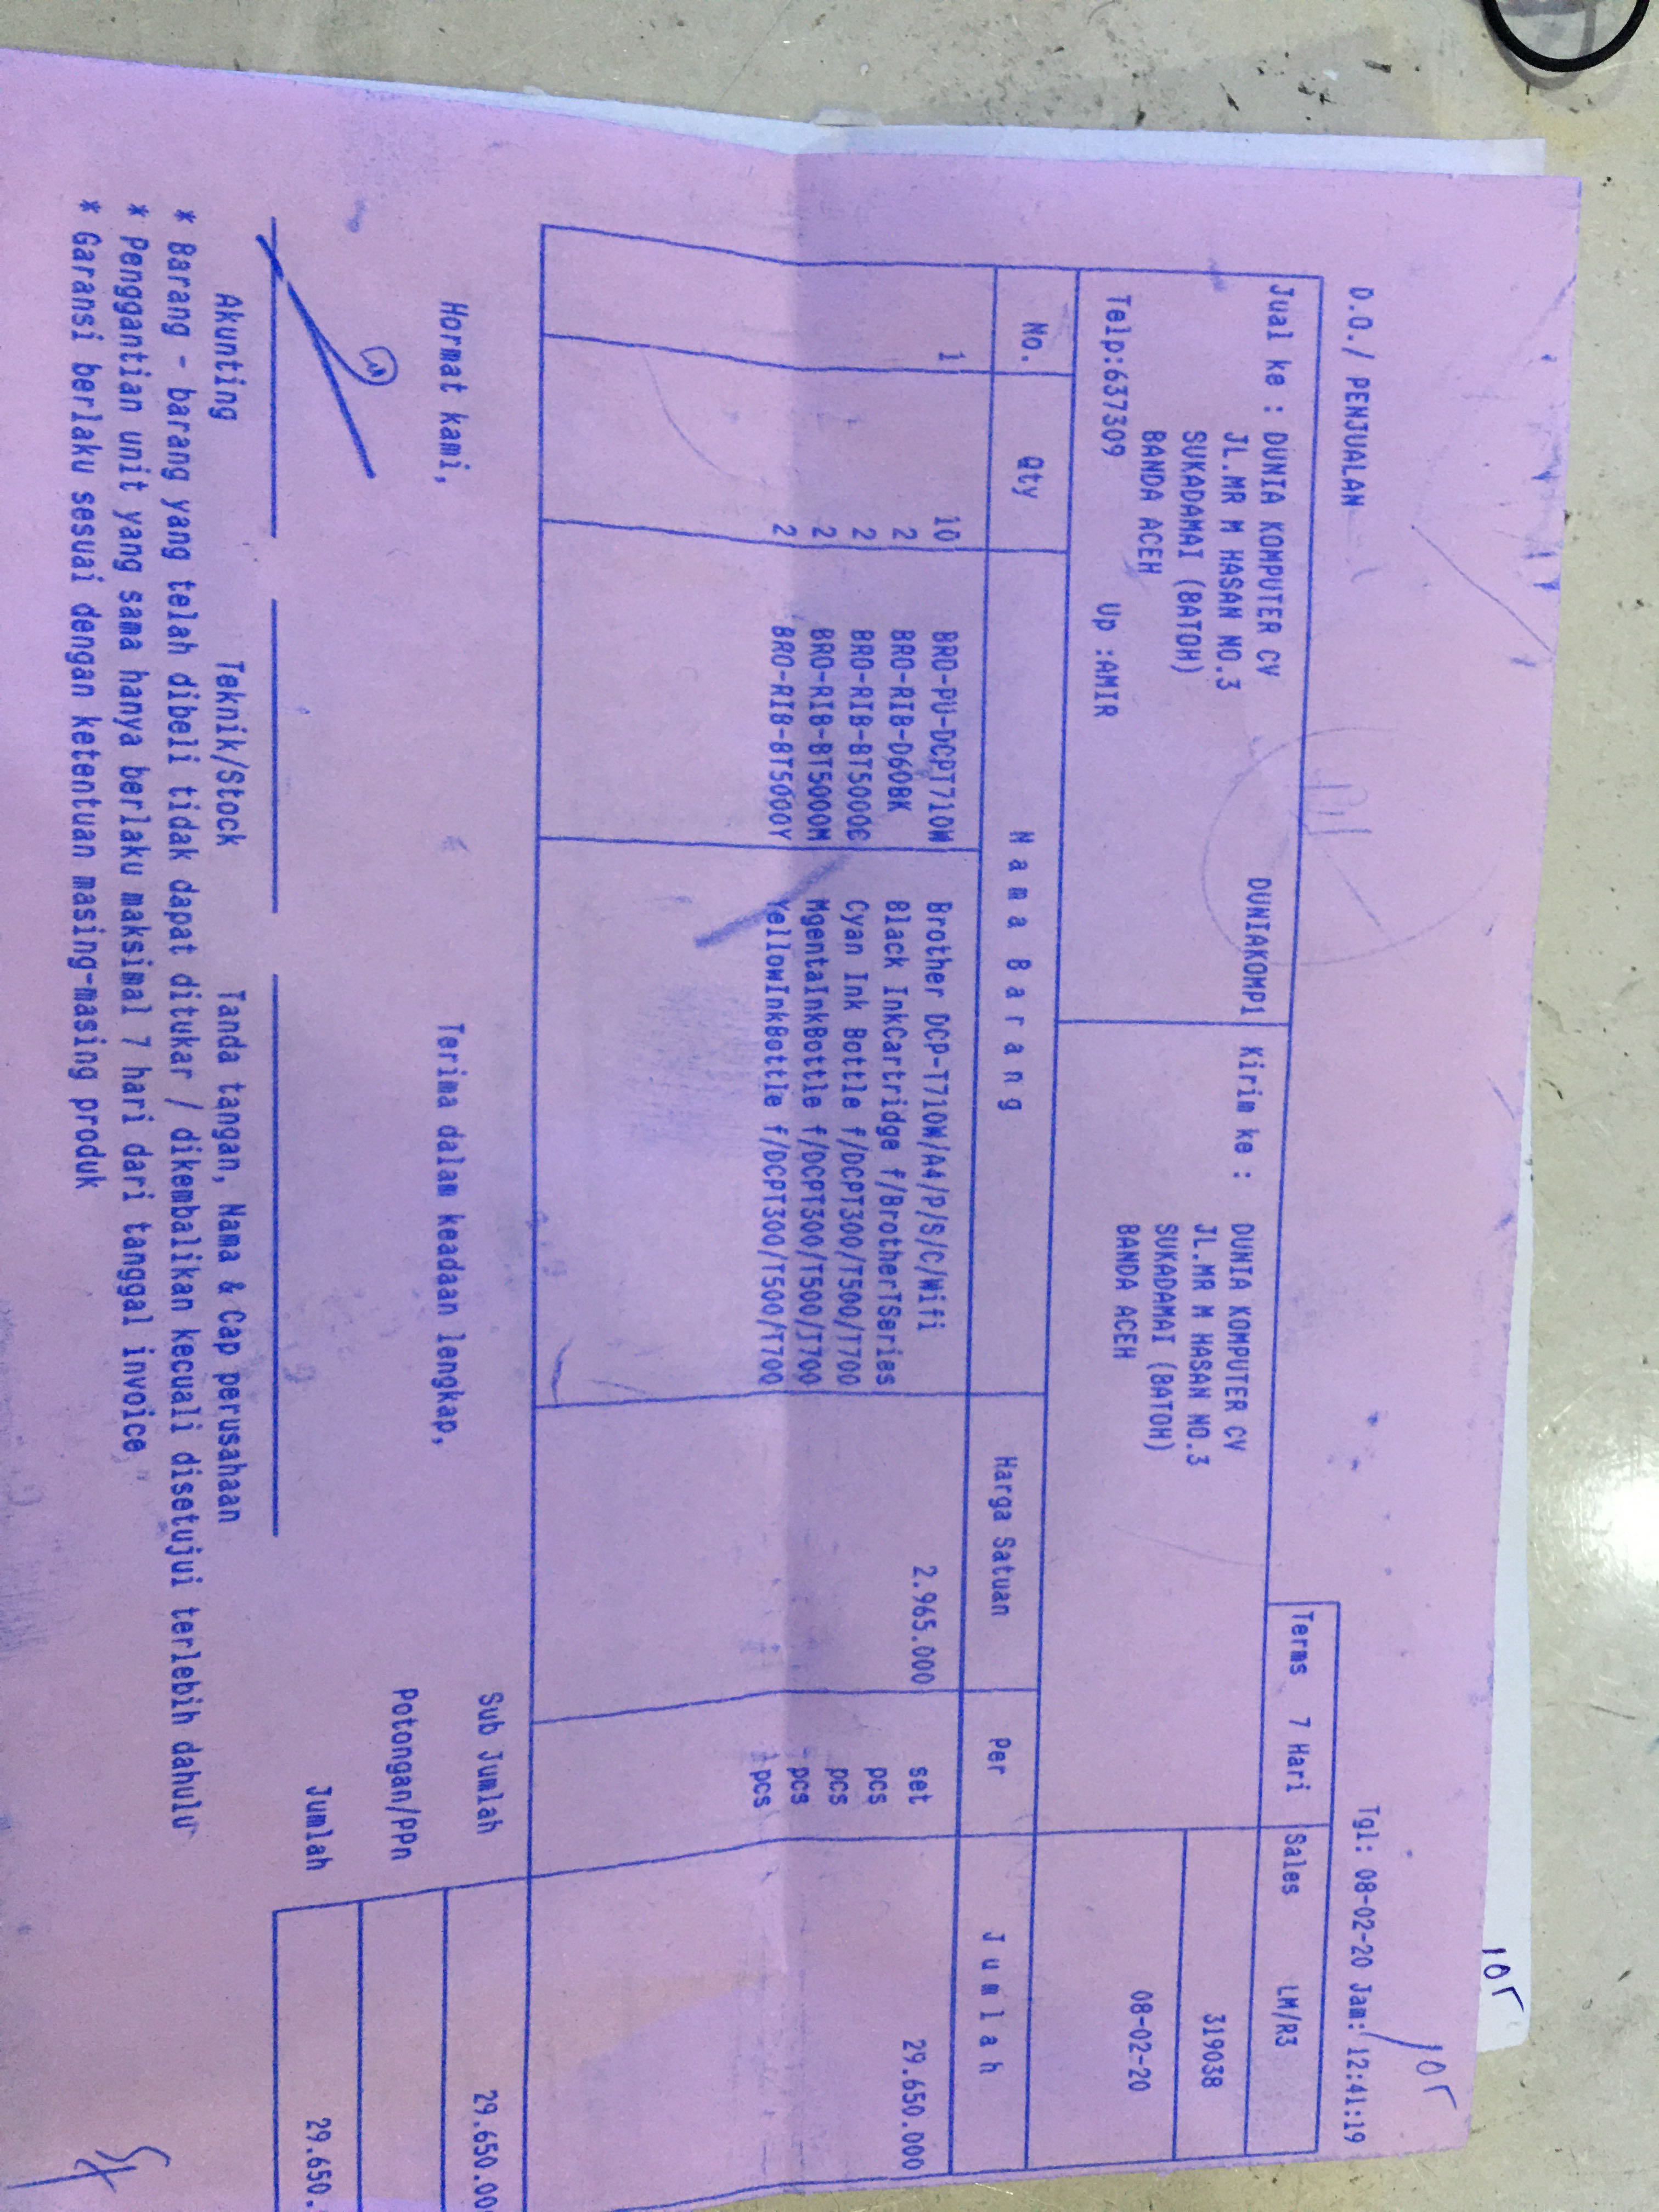 10r
10r
D.O./ PENJUALAN Tgl: 08-02-20 Jam: 12:41:19
Terms 7 Hari Sales LM/R3
Jual ke : DUNIA KOMPUTER CV DUNIAKOMP1 Kirim ke : DUNIA KOMPUTER CV 319038
JL.MR M HASAN NO.3 JL.MR M HASAN NO.3
SUKADAMAI (BATOH) SUKADAMAI (BATOH) 08-02-20
BANDA ACEH BANDA ACEH
Telp:637309 Up :AMIR
No. Qty N a m a B a r a n g Harga Satuan Per J u m l a h
1 10 BRO-PU-DCPT710W Brother DCP-T710W/A4/P/S/C/Wifi 2.965.000 set 29.650.000
2 BRO-RIB-D60BK Black InkCartridge f/BrotherTSeries pcs
2 BRO-RIB-BT5000C Cyan Ink Bottle f/DCPT300/T500/T700 pcs
2 BRO-RIB-BT5000M MgentaInkBottle f/DCPT300/T500/T700 pcs
2 BRO-RIB-BT5000Y YellowInkBottle f/DCPT300/T500/T700 pcs
Sub Jumlah 29.650.00
Hormat kami, Terima dalam keadaan lengkap,
Potongan/PPn
Jumlah 29.650.
Akunting Teknik/Stock Tanda tangan, Nama & Cap perusahaan
* Barang - barang yang telah dibeli tidak dapat ditukar / dikembalikan kecuali disetujui terlebih dahulu
* Penggantian unit yang sama hanya berlaku maksimal 7 hari dari tanggal invoice
* Garansi berlaku sesuai dengan ketentuan masing-masing produk